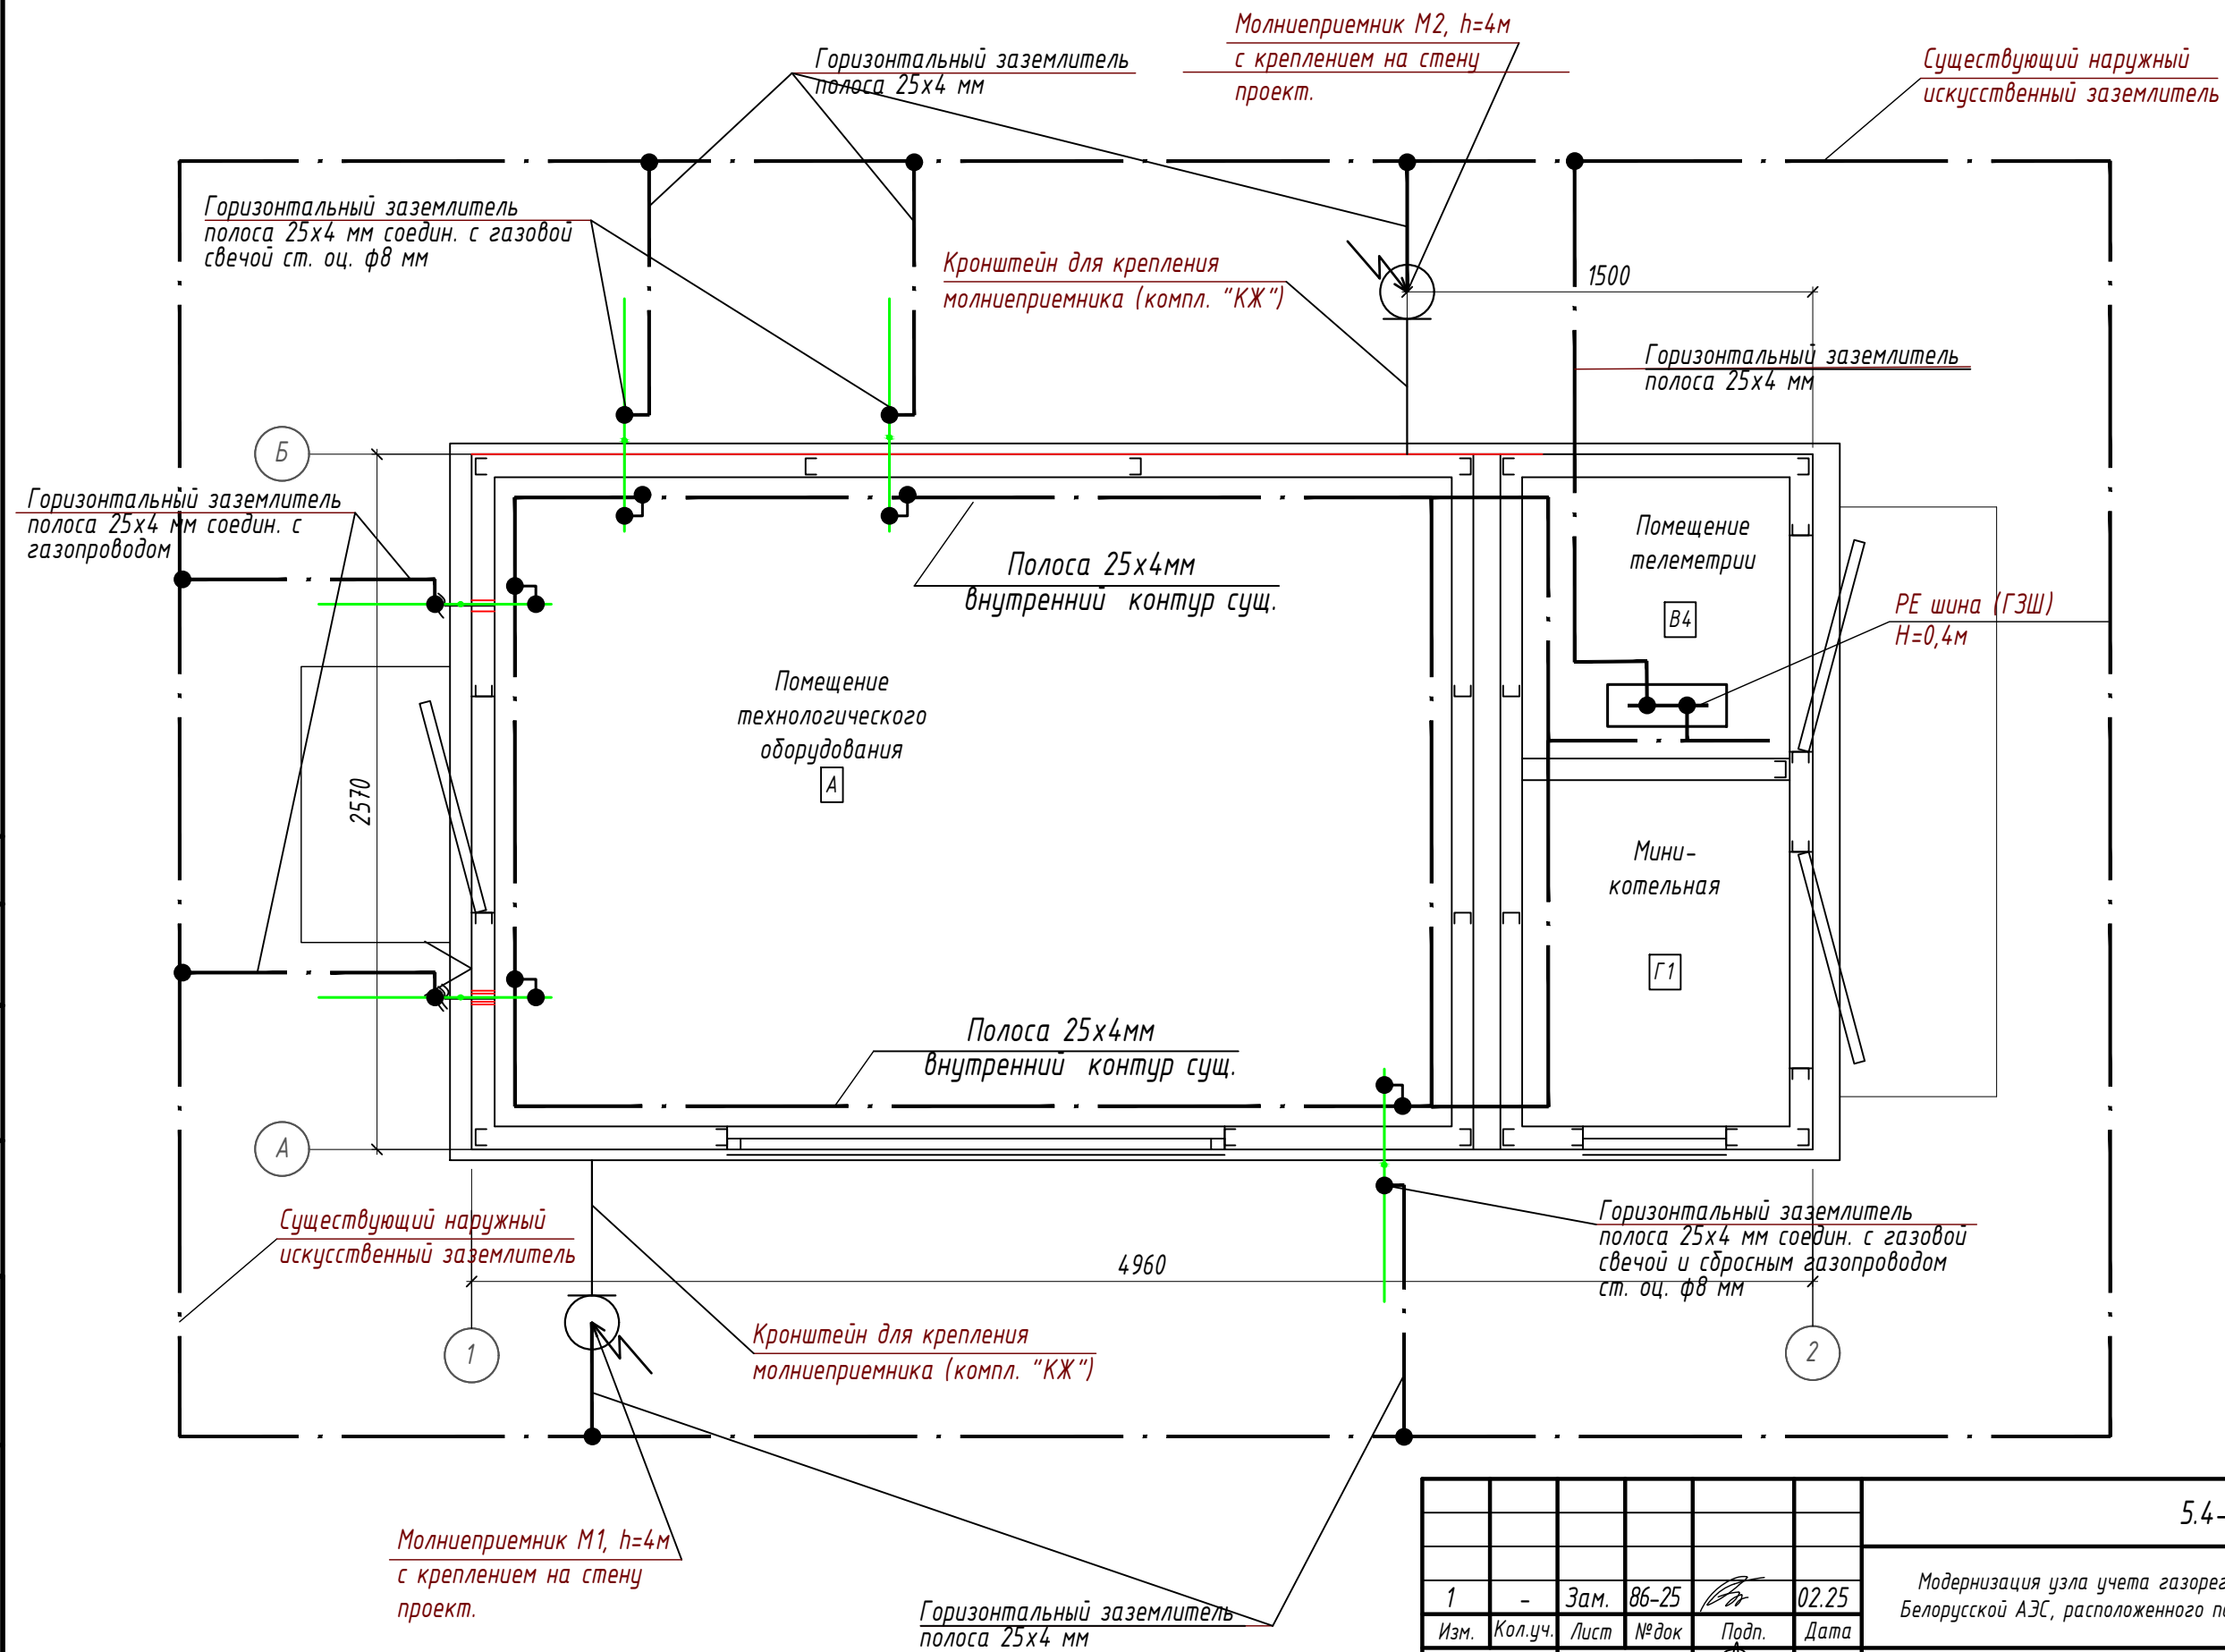 Молниеприемник М2, h=4м
с креплением на стену
проект.
Горизонтальный заземлитель
полоса 25х4 мм
Существующий наружный
искусственный заземлитель
Горизонтальный заземлитель
полоса 25х4 мм соедин. с газовой
свечой ст. оц. ф8 мм
Кронштейн для крепления
молниеприемника (компл. "КЖ")
1500
Горизонтальный заземлитель
полоса 25х4 мм
Б
Горизонтальный заземлитель
полоса 25х4 мм соедин. с
газопроводом
Полоса 25х4мм
внутренний контур сущ.
Помещение
телеметрии
В4
РЕ шина (ГЗШ)
Н=0,4м
Помещение
технологического
оборудования
А
2570
Мини-
котельная
Г1
Полоса 25х4мм
внутренний контур сущ.
А
Существующий наружный
искусственный заземлитель
4960
Горизонтальный заземлитель
полоса 25х4 мм соедин. с газовой
свечой и сбросным газопроводом
ст. оц. ф8 мм
1
Кронштейн для крепления
молниеприемника (компл. "КЖ")
2
Молниеприемник М1, h=4м
с креплением на стену
проект.
Горизонтальный заземлитель
полоса 25х4 мм
5.4-
Модернизация узла учета газорег
Белорусской АЭС, расположенного по
1 - Зам. 86-25 02.25
Изм. Кол.уч. Лист №док Подп. Дата